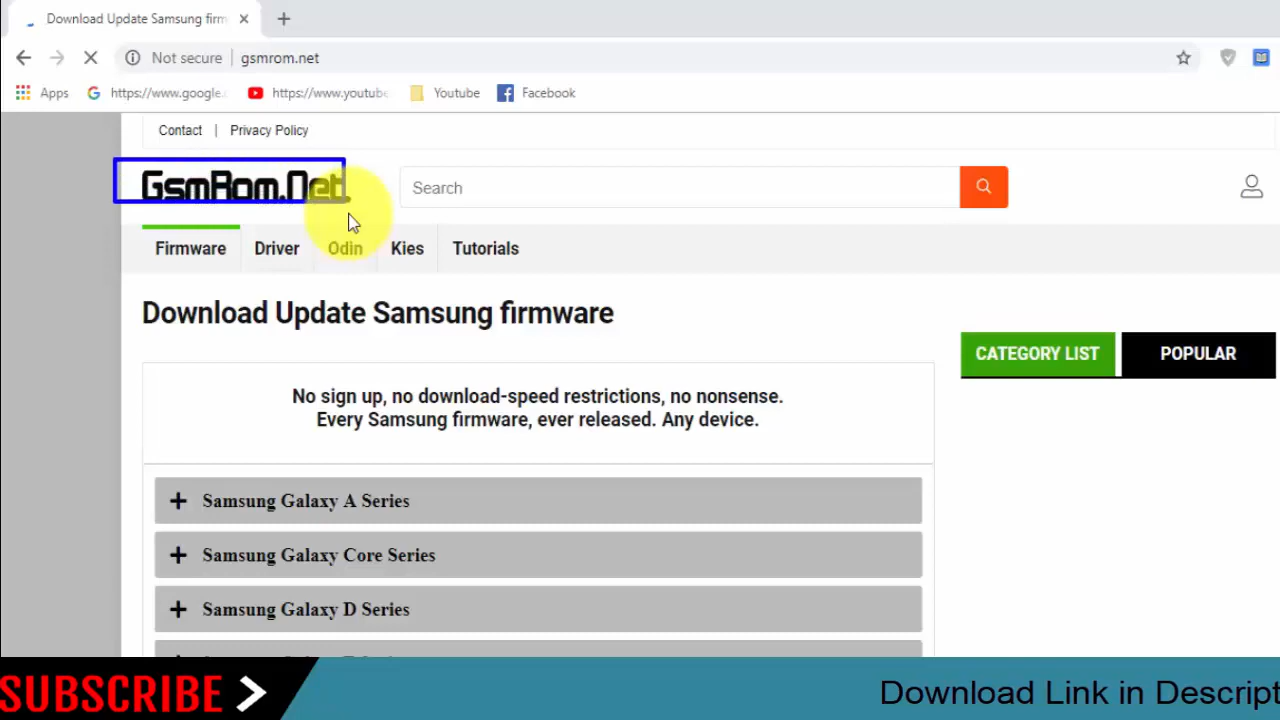 Download Update Samsung firm
Not secure gsmrom.net
Apps https://www.google. https://www.youtube Youtube Facebook
Contact | Privacy Policy
GsmRom.Net
Search
Firmware Driver Odin Kies Tutorials
Download Update Samsung firmware
CATEGORY LIST POPULAR
No sign up, no download-speed restrictions, no nonsense.
Every Samsung firmware, ever released. Any device.
Samsung Galaxy A Series
Samsung Galaxy Core Series
Samsung Galaxy D Series
SUBSCRIBE
Download Link in Descript